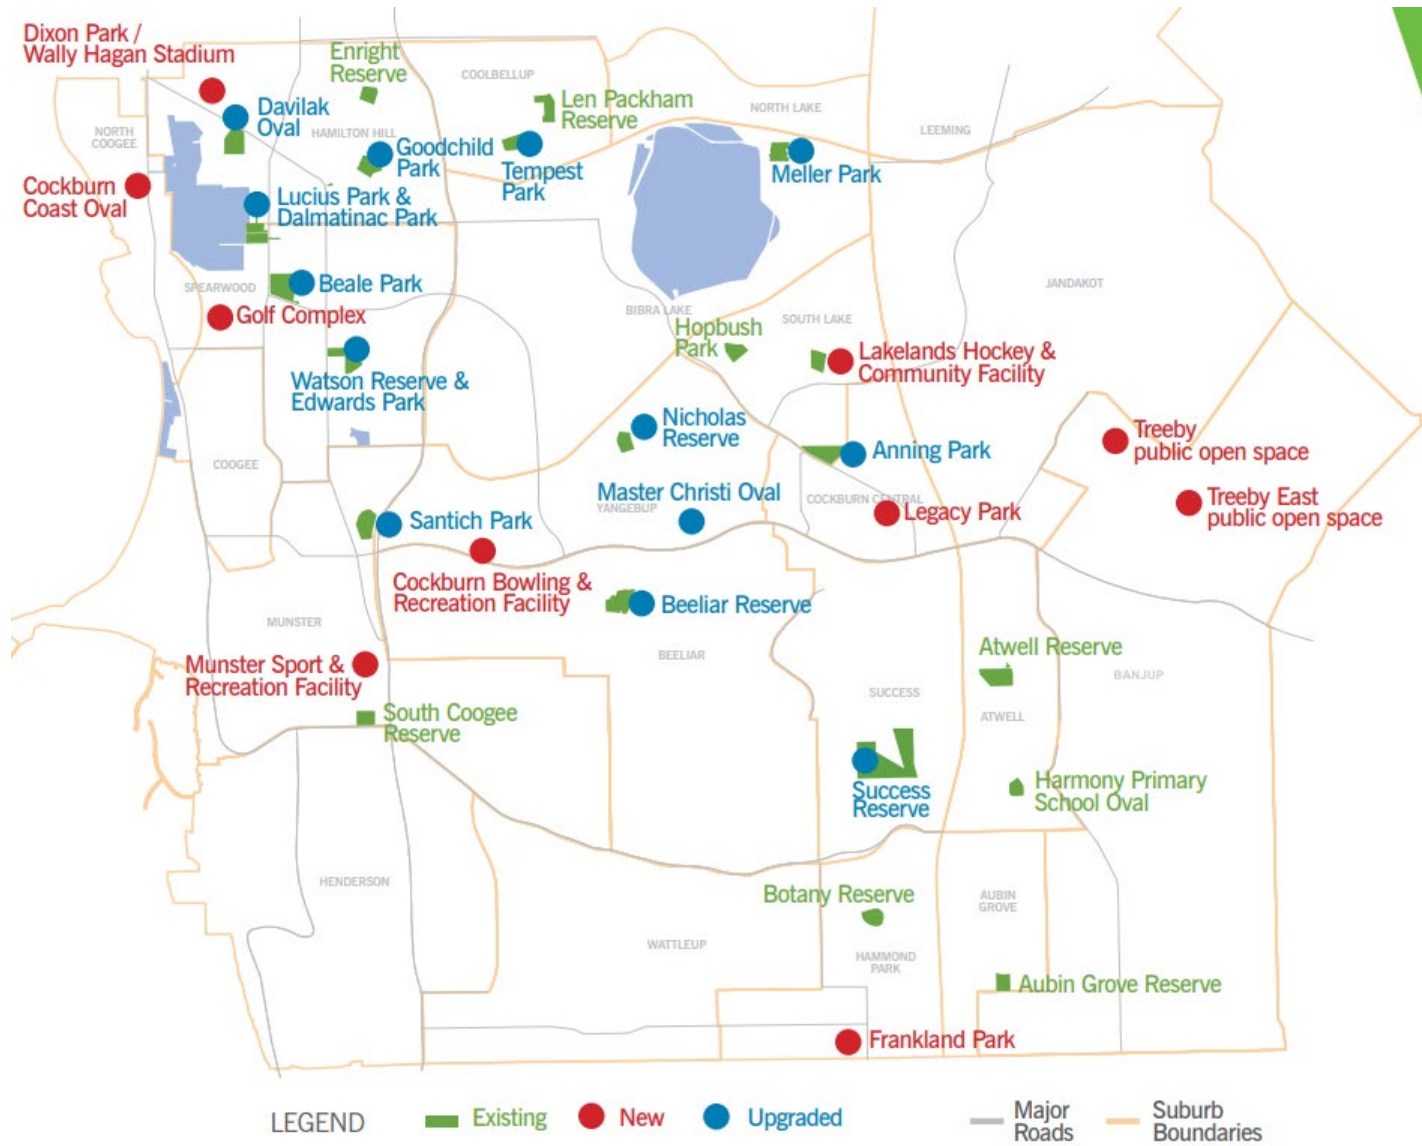 Dixon Park /
Wally Hagan Stadium
Enright
Reserve
COOLBELLUP
Len Packham
Reserve
NORTH LAKE
LEEMING
Davilak
Oval
NORTH
COOGEE
HAMILTON HILL
Goodchild
Park
Tempest
Park
Meller Park
Cockburn
Coast Oval
Lucius Park &
Dalmatinac Park
SPEARWOOD
Beale Park
JANDAKOT
Golf Complex
BIBRA LAKE
SOUTH LAKE
Hopbush
Park
Lakelands Hockey &
Community Facility
Watson Reserve &
Edwards Park
Nicholas
Reserve
Treeby
public open space
Anning Park
COOGEE
Master Christi Oval
YANGEBUP
COCKBURN CENTRAL
Legacy Park
Treeby East
public open space
Santich Park
Cockburn Bowling &
Recreation Facility
Beeliar Reserve
MUNSTER
BEELIAR
Atwell Reserve
BANJUP
Munster Sport &
Recreation Facility
SUCCESS
ATWELL
South Coogee
Reserve
Success
Reserve
Harmony Primary
School Oval
HENDERSON
Botany Reserve
AUBIN
GROVE
WATTLEUP
HAMMOND
PARK
Aubin Grove Reserve
Frankland Park
LEGEND
Existing
New
Upgraded
Major
Roads
Suburb
Boundaries